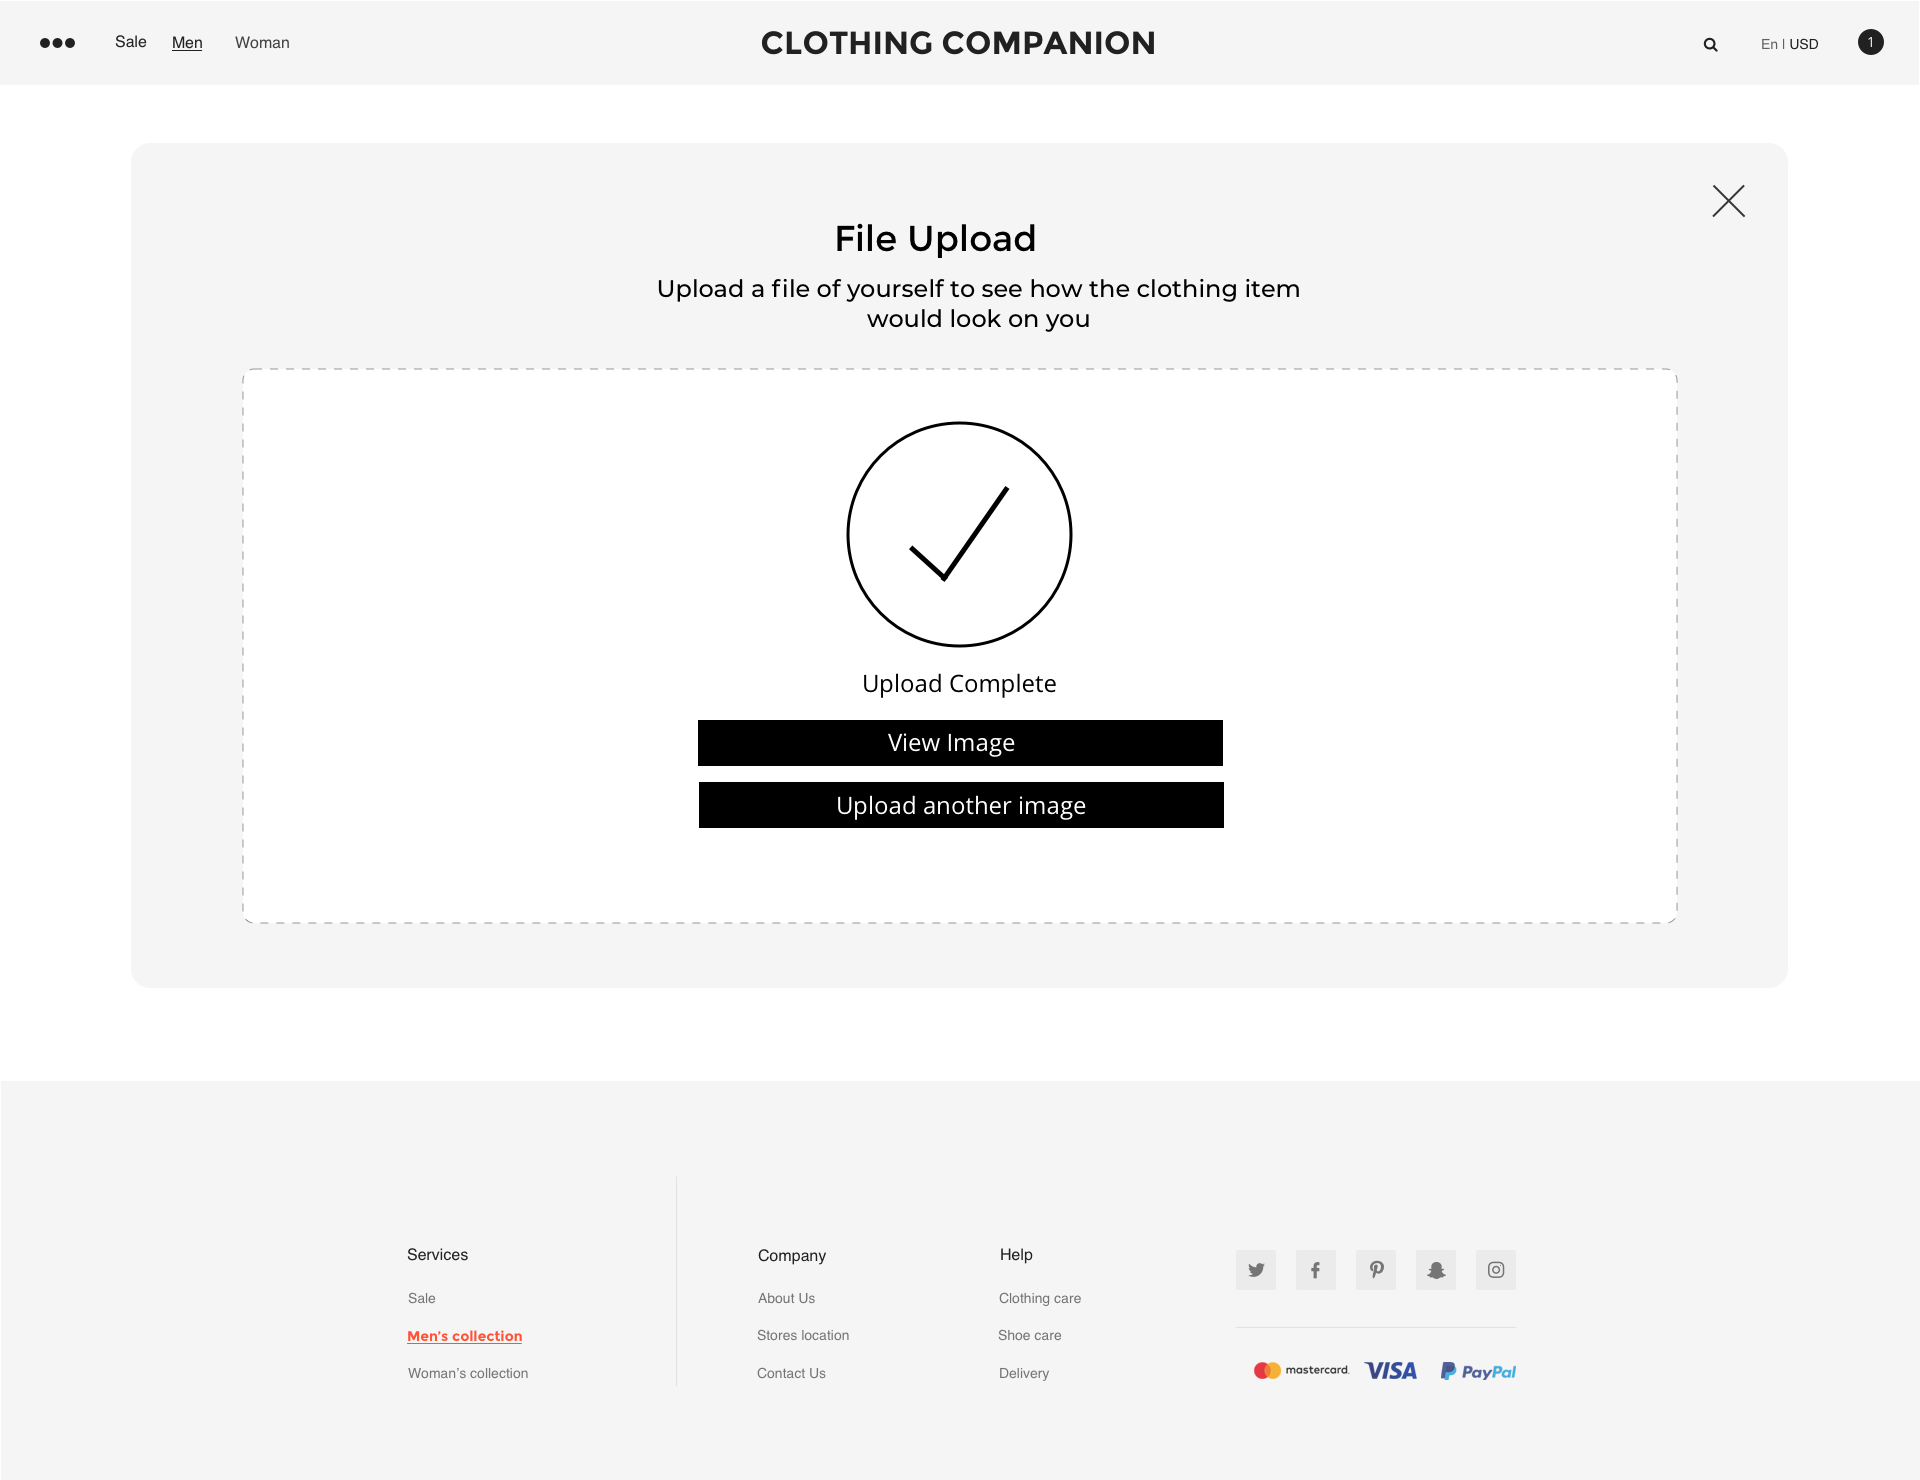 Sale Men Woman
CLOTHING COMPANION
En | USD
1
File Upload
Upload a file of yourself to see how the clothing item
would look on you
Upload Complete
View Image
Upload another image
Services
Sale
Men's collection
Woman's collection
Company
About Us
Stores location
Contact Us
Help
Clothing care
Shoe care
Delivery
mastercard. VISA PayPal